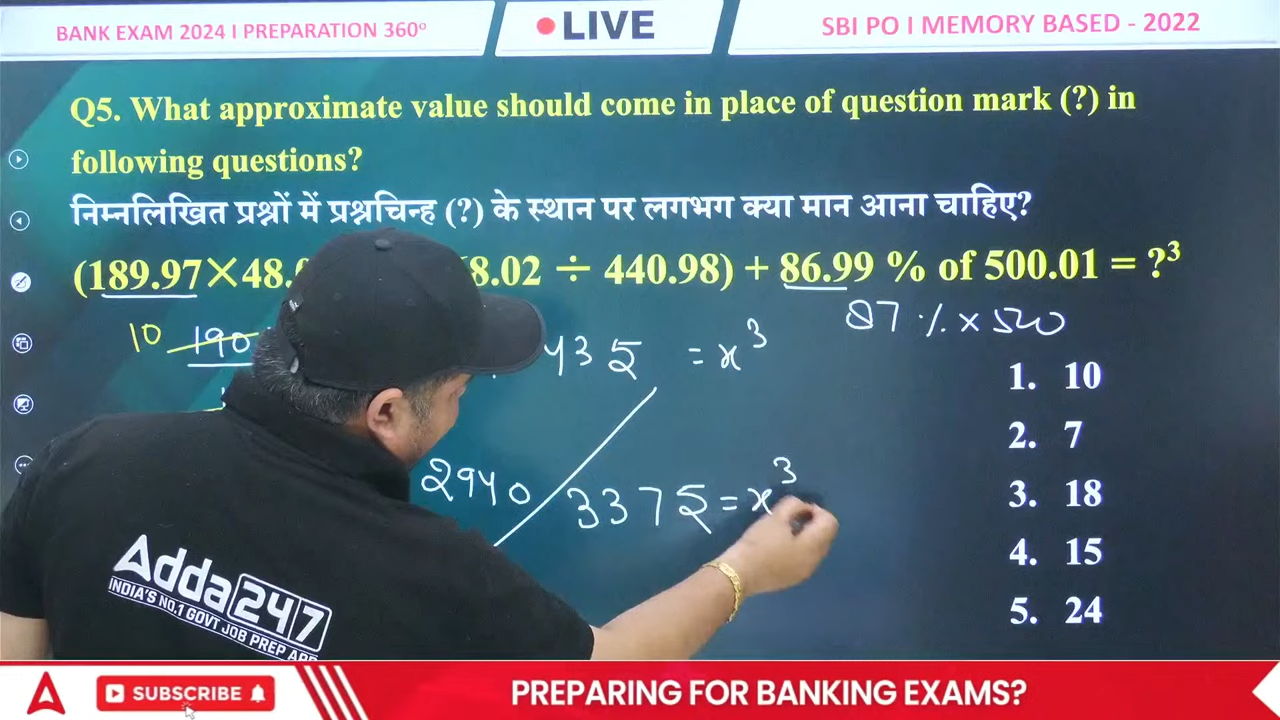 BANK EXAM 2024 I PREPARATION 360°
LIVE
SBI PO I MEMORY BASED - 2022
Q5. What approximate value should come in place of question mark (?) in
following questions?
निम्नलिखित प्रश्नों में प्रश्नचिन्ह (?) के स्थान पर लगभग क्या मान आना चाहिए?
(189.97×48. 8.02 ÷ 440.98) + 86.99 % of 500.01 = ?³
87 % × 500
10 190 435 = x³
2940 3375 = x³
1. 10
2. 7
3. 18
4. 15
5. 24
Adda247
INDIA'S NO.1 GOVT JOB PREP APP
SUBSCRIBE
PREPARING FOR BANKING EXAMS?